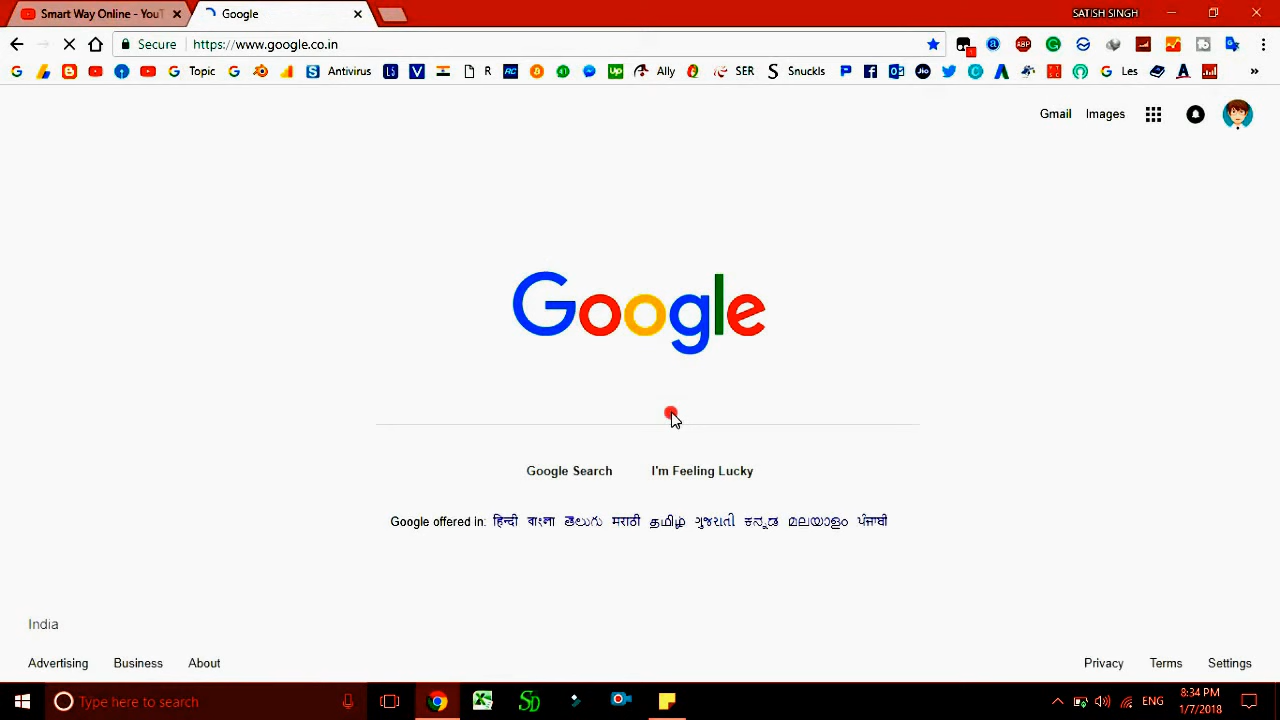 Smart Way Online - YouT
Google
SATISH SINGH
Secure
https://www.google.co.in
Topic
Antivirus
R
Ally
SER
Snuckls
Les
Gmail
Images
Google
Google Search
I'm Feeling Lucky
Google offered in: हिन्दी বাংলা తెలుగు मराठी தமிழ் ગુજરાતી ಕನ್ನಡ മലയാളം ਪੰਜਾਬੀ
India
Advertising
Business
About
Privacy
Terms
Settings
Type here to search
ENG
8:34 PM
1/7/2018